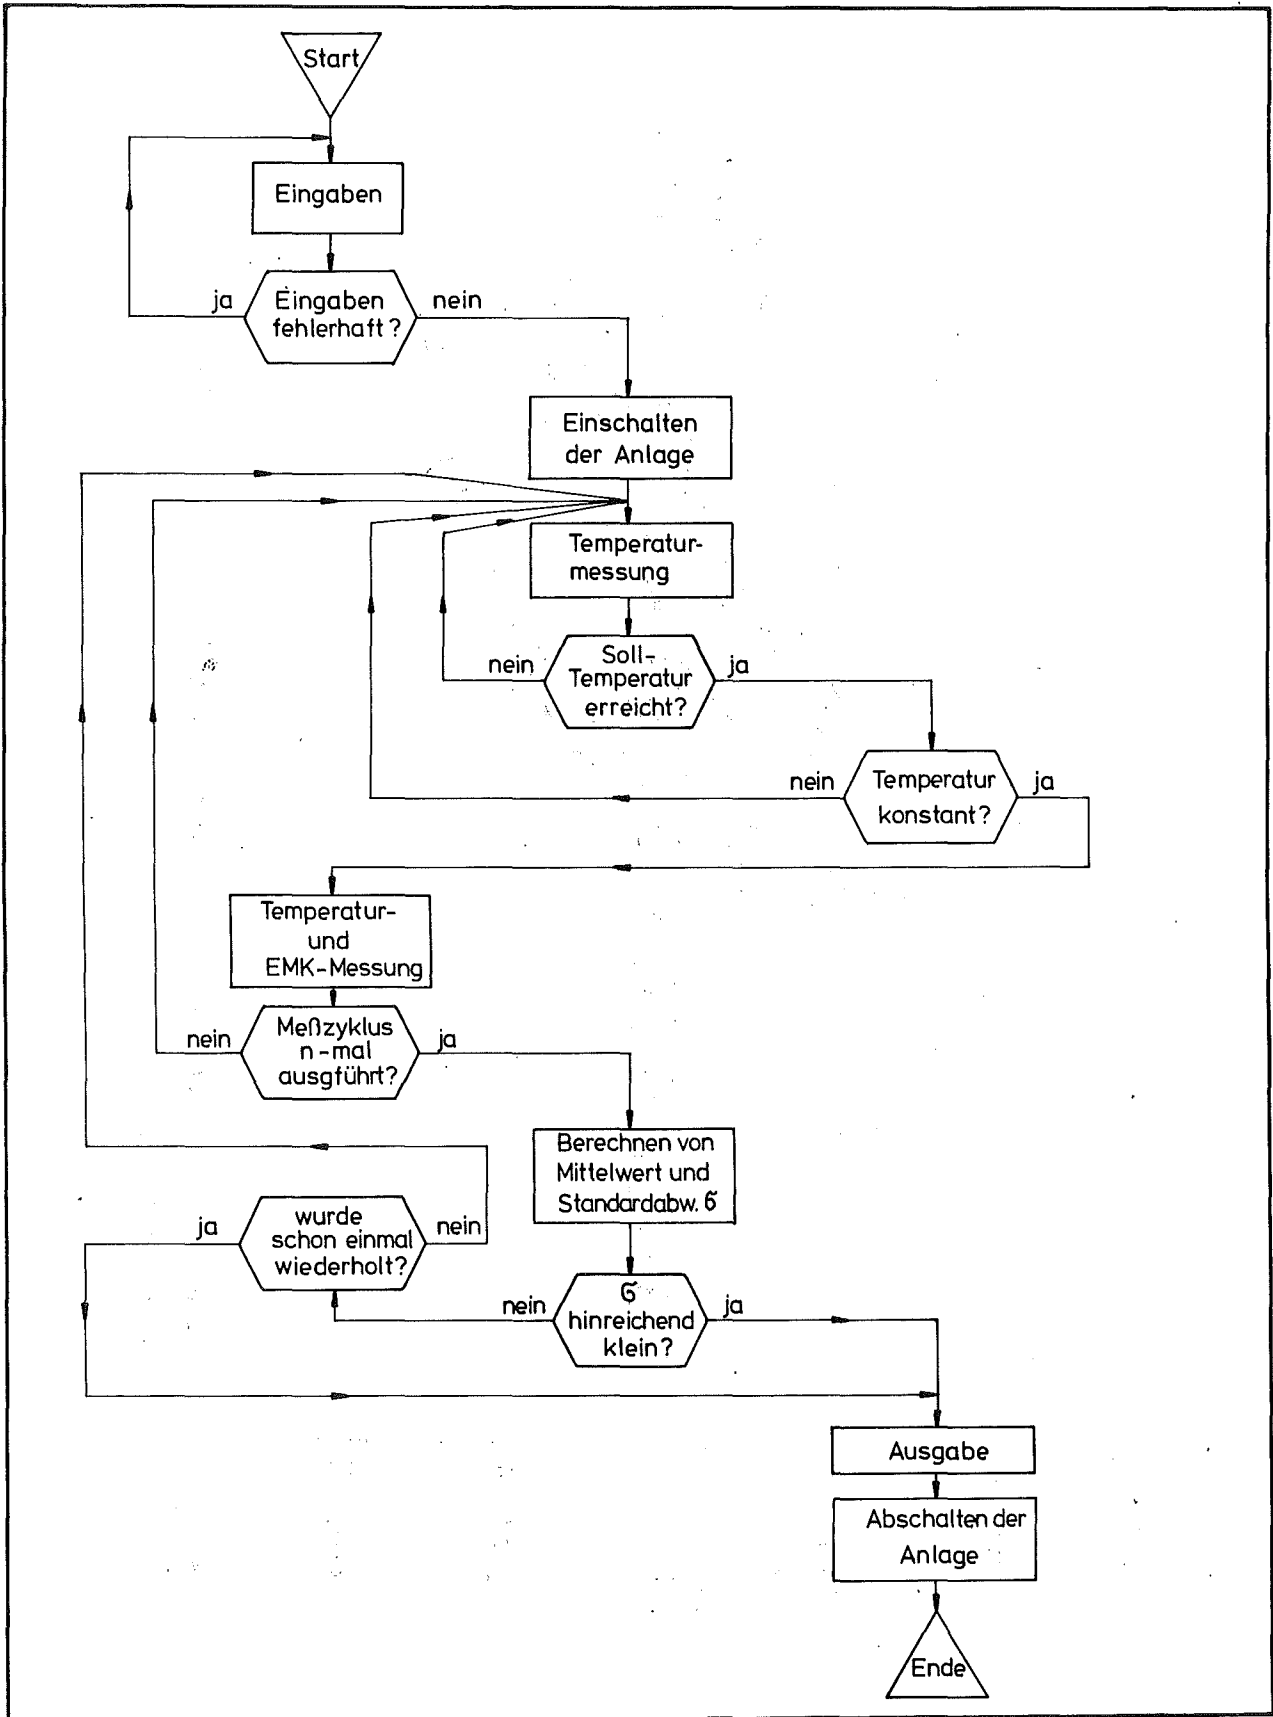 Start
Eingaben
ja
Eingaben
fehlerhaft?
nein
Einschalten
der Anlage
Temperatur-
messung
nein
Soll-
Temperatur
erreicht?
ja
nein
Temperatur
konstant?
ja
Temperatur-
und
EMK-Messung
nein
Meßzyklus
n-mal
ausgführt?
ja
Berechnen von
Mittelwert und
Standardabw. σ
ja
wurde
schon einmal
wiederholt?
nein
nein
σ
hinreichend
klein?
ja
Ausgabe
Abschalten der
Anlage
Ende